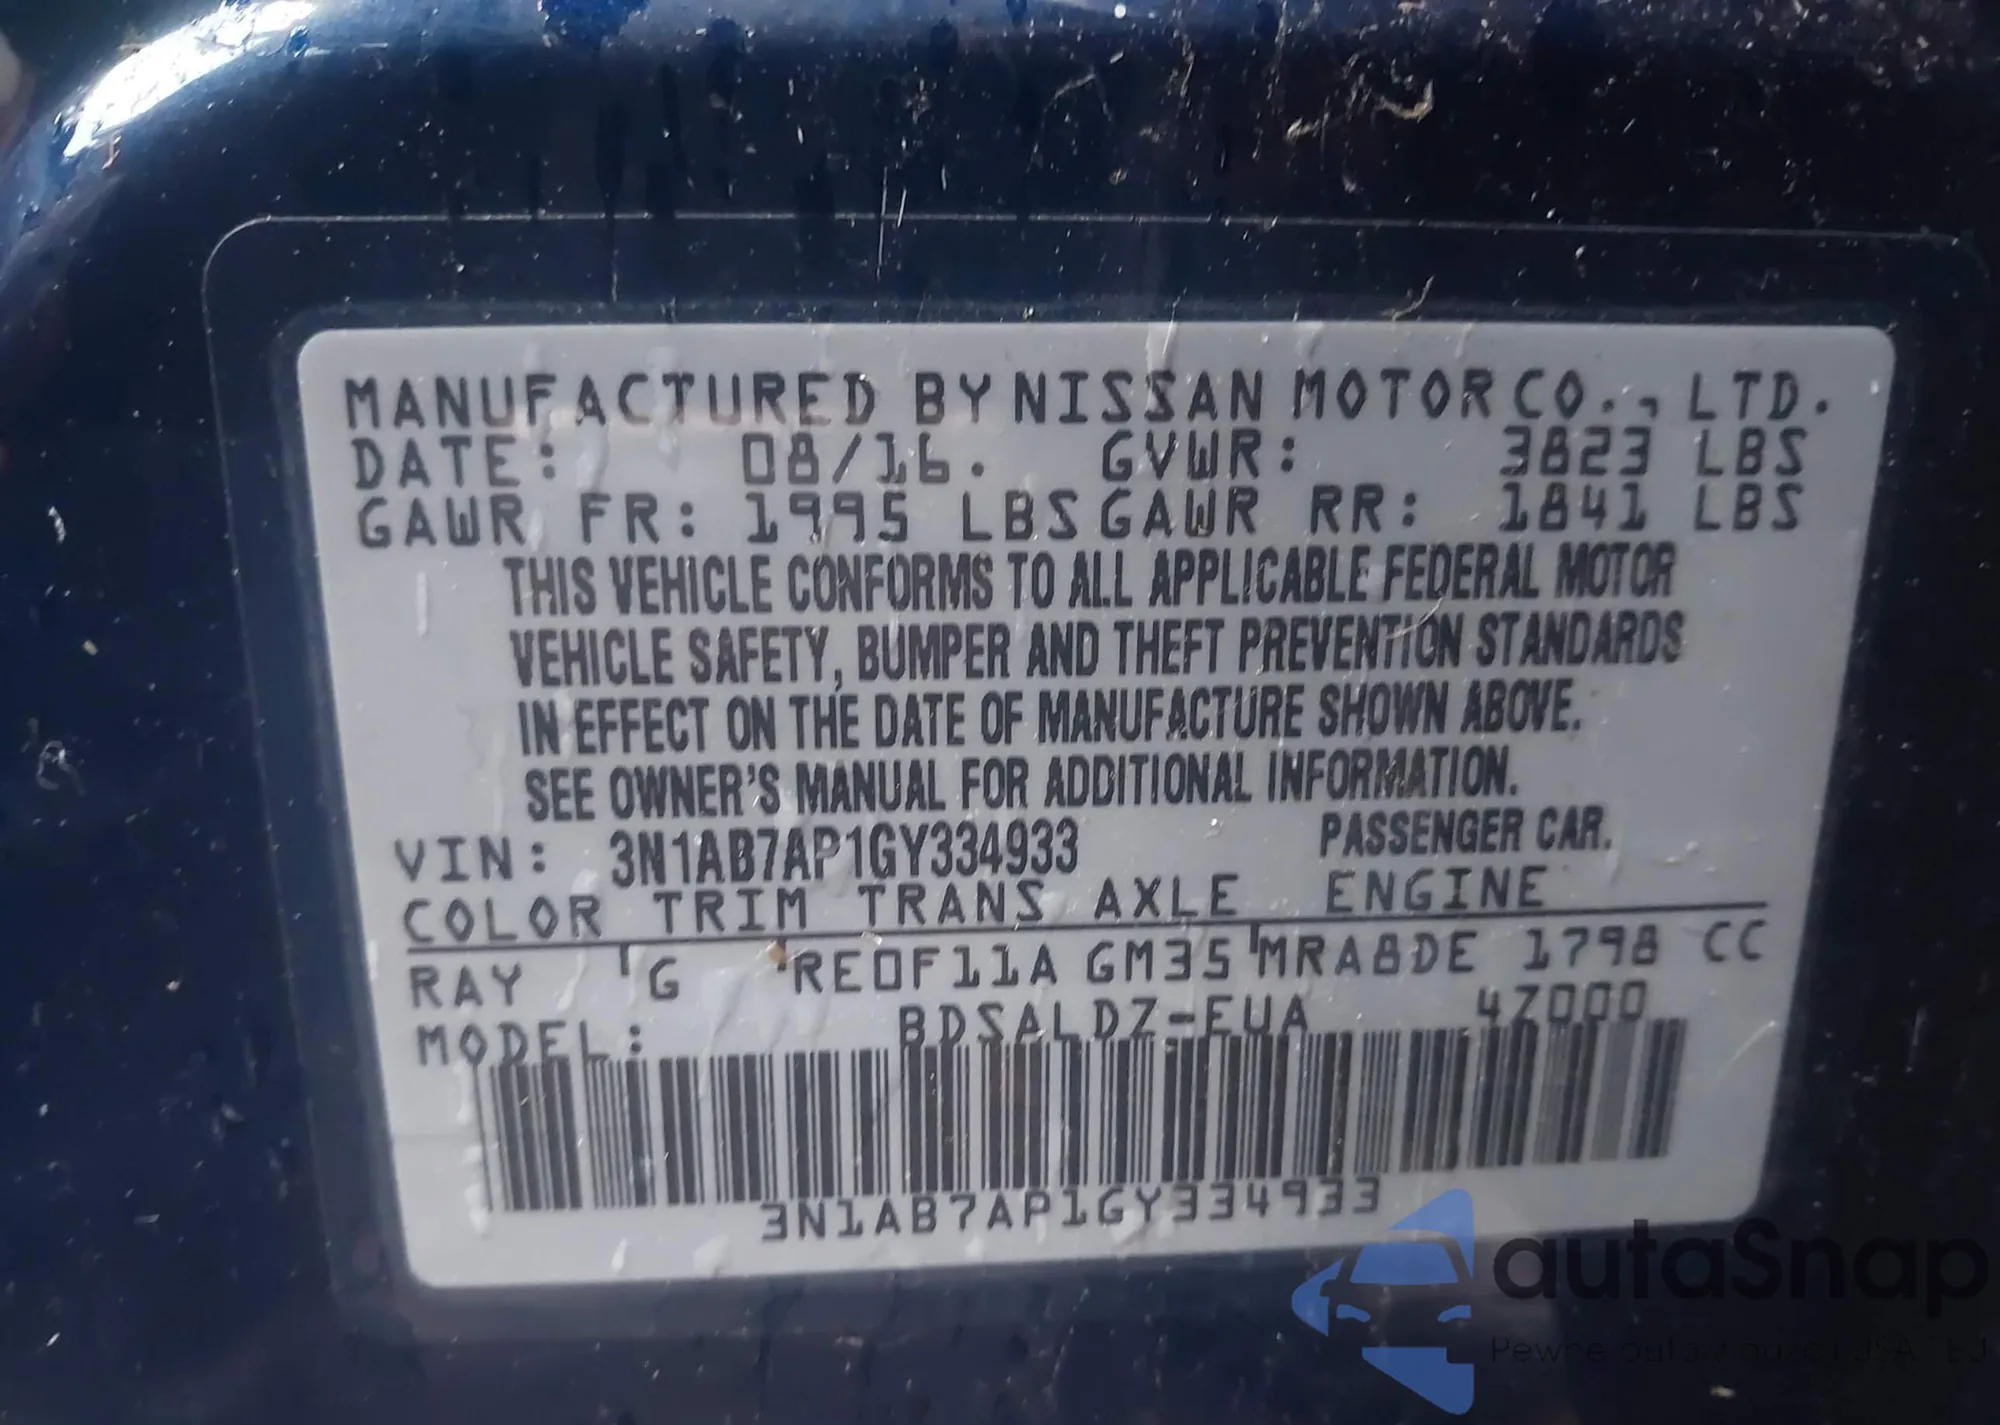 MANUFACTURED BY NISSAN MOTOR CO., LTD.
DATE: 08/16. GVWR: 3823 LBS
GAWR FR: 1995 LBS GAWR RR: 1841 LBS
THIS VEHICLE CONFORMS TO ALL APPLICABLE FEDERAL MOTOR
VEHICLE SAFETY, BUMPER AND THEFT PREVENTION STANDARDS
IN EFFECT ON THE DATE OF MANUFACTURE SHOWN ABOVE.
SEE OWNER'S MANUAL FOR ADDITIONAL INFORMATION.
VIN: 3N1AB7AP1GY334933 PASSENGER CAR.
COLOR TRIM TRANS AXLE ENGINE
RAY G RE0F11A GM35 MRA8DE 1798 CC
MODEL: BDSALDZ-EUA 4Z000
3N1AB7AP1GY334933
autaSnap